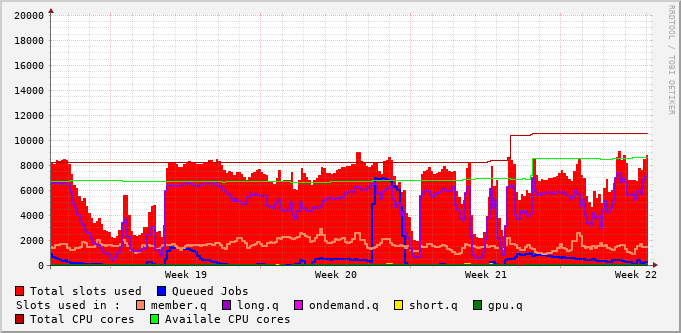 20000
18000
16000
14000
12000
10000
8000
6000
4000
2000
0
Week 19 Week 20 Week 21 Week 22
Total slots used Queued Jobs
Slots used in : member.q long.q ondemand.q short.q gpu.q
Total CPU cores Availale CPU cores
RRDTOOL / TOBI OETIKER